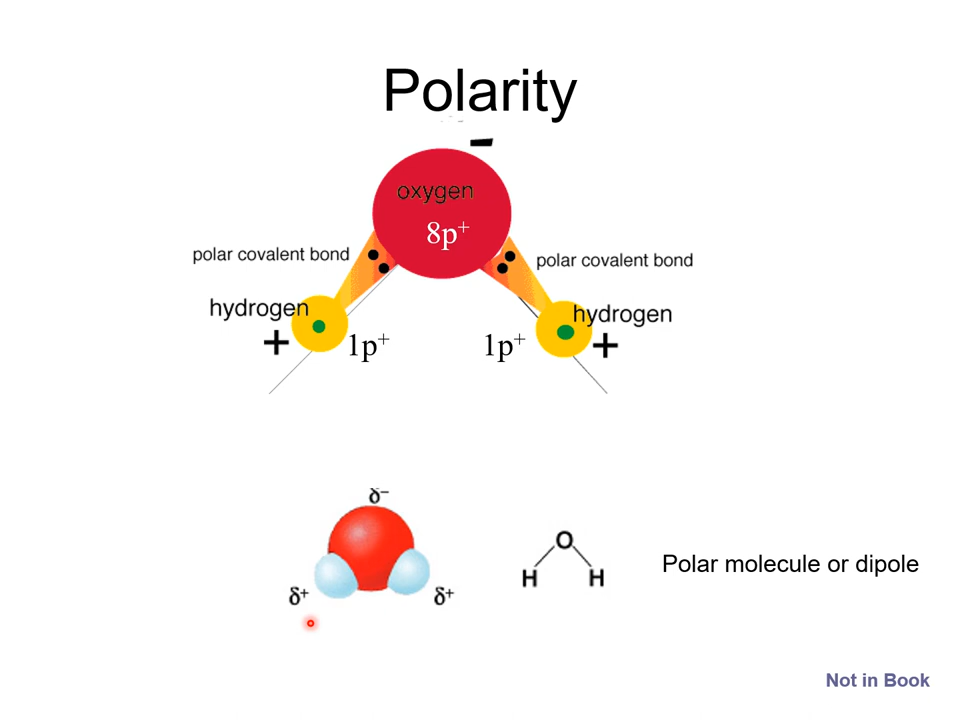 Polarity
-
oxygen
8p⁺
polar covalent bond
polar covalent bond
hydrogen
hydrogen
+
1p⁺
1p⁺
+
δ⁻
O
H H
δ⁺
δ⁺
Polar molecule or dipole
Not in Book